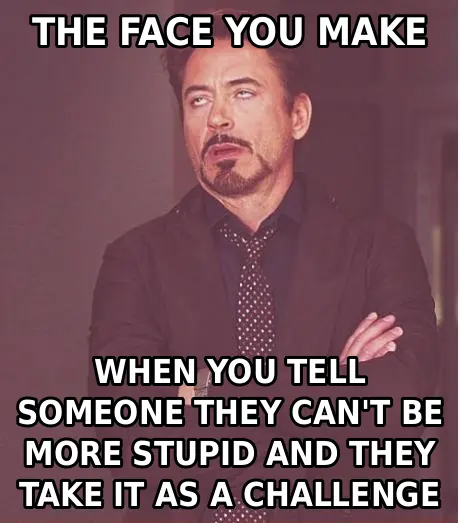 THE FACE YOU MAKE
WHEN YOU TELL
SOMEONE THEY CAN'T BE
MORE STUPID AND THEY
TAKE IT AS A CHALLENGE